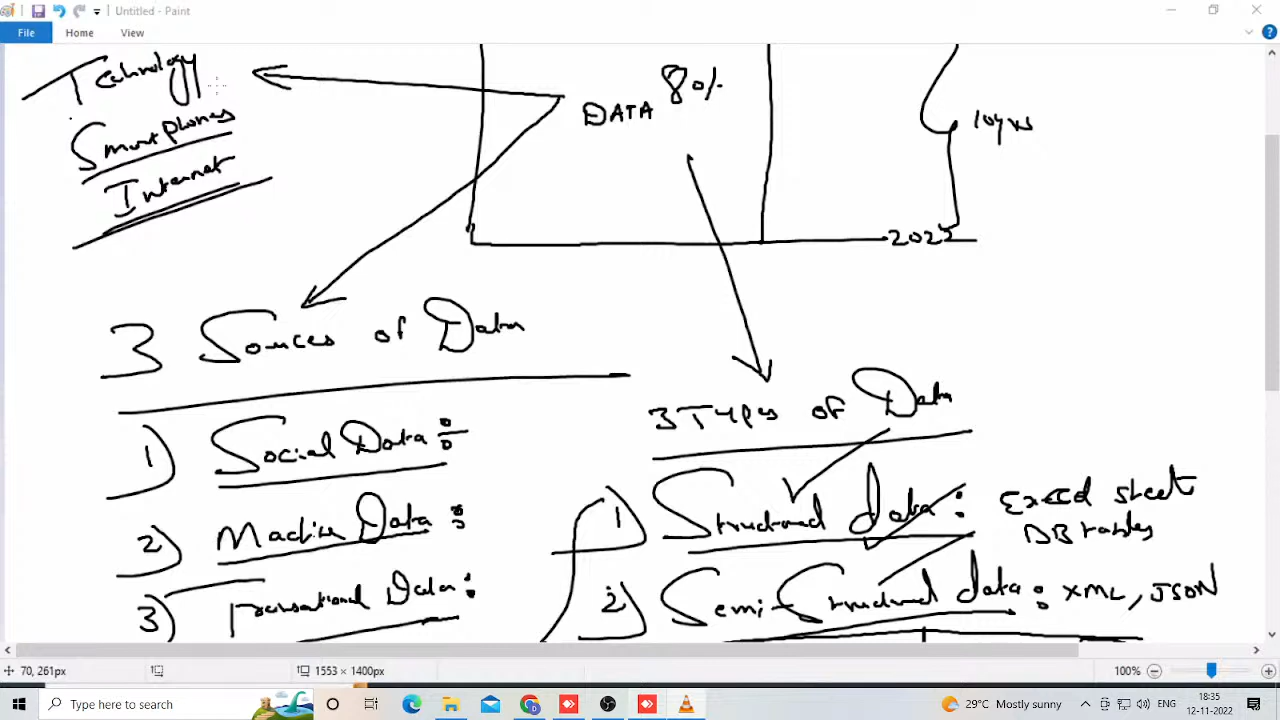 Untitled - Paint
File Home View
Technology
Smartphones
Internet
DATA 80%
10yrs
2022
3 Sources of Data
1) Social Data:
2) Machine Data:
3) Transational Data:
3 Types of Data
1) Structured data: Excel sheet
DB tables
2) Semi-Structured data: XML, JSON
70, 261px
1553 × 1400px
100%
Type here to search
29°C Mostly sunny
ENG
18:35
12-11-2022